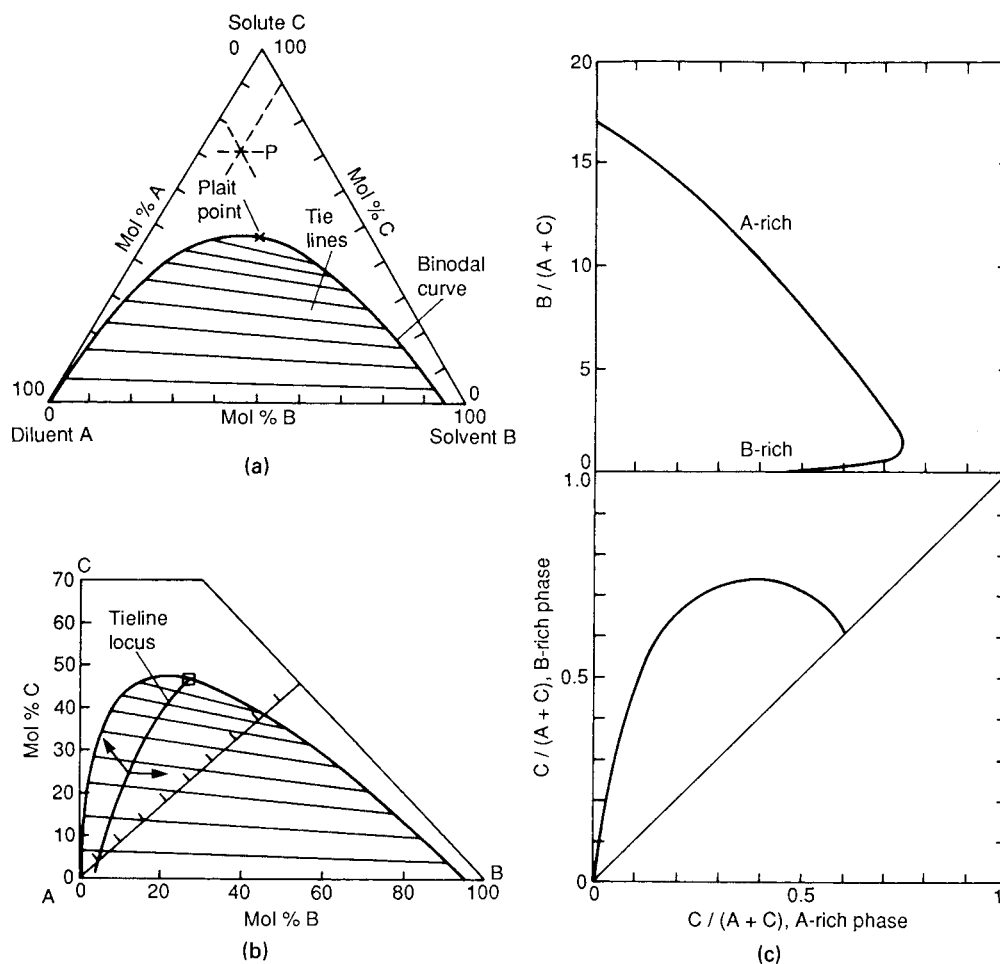 Solute C
0 100
P
Mol % A
Mol % C
Plait
point
Tie
lines
Binodal
curve
100
0
0
Mol % B
100
Diluent A
Solvent B
(a)
C
70
60
50
40
30
20
10
0
Mol % C
Tieline
locus
A
B
0 20 40 60 80 100
Mol % B
(b)
20
15
10
5
0
B / (A + C)
A-rich
B-rich
1.0
0.5
0
C / (A + C), B-rich phase
0 0.5 1
C / (A + C), A-rich phase
(c)